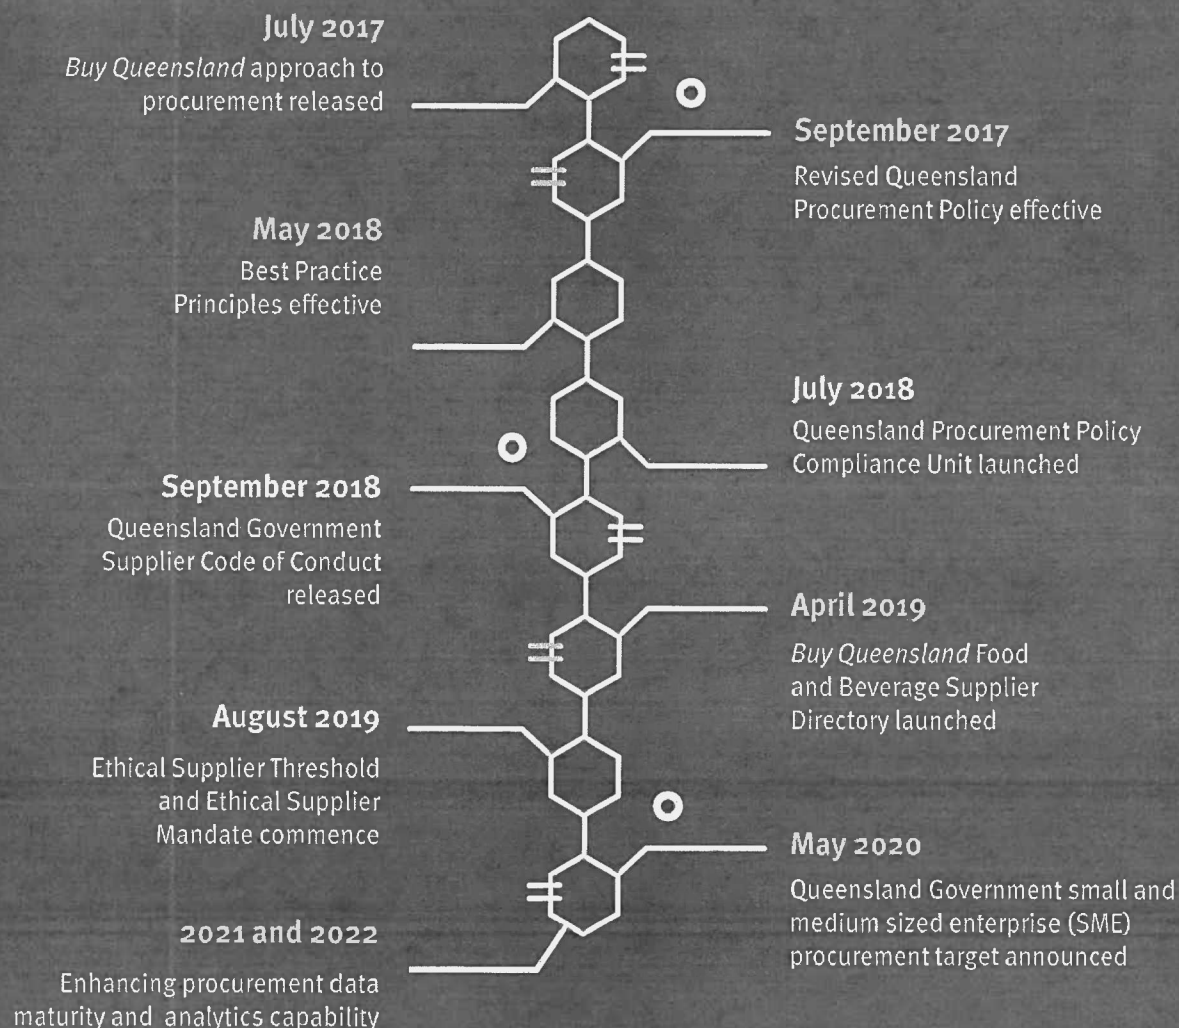 July 2017
Buy Queensland approach to
procurement released
September 2017
Revised Queensland
Procurement Policy effective
May 2018
Best Practice
Principles effective
July 2018
Queensland Procurement Policy
Compliance Unit launched
September 2018
Queensland Government
Supplier Code of Conduct
released
April 2019
Buy Queensland Food
and Beverage Supplier
Directory launched
August 2019
Ethical Supplier Threshold
and Ethical Supplier
Mandate commence
May 2020
Queensland Government small and
medium sized enterprise (SME)
procurement target announced
2021 and 2022
Enhancing procurement data
maturity and analytics capability